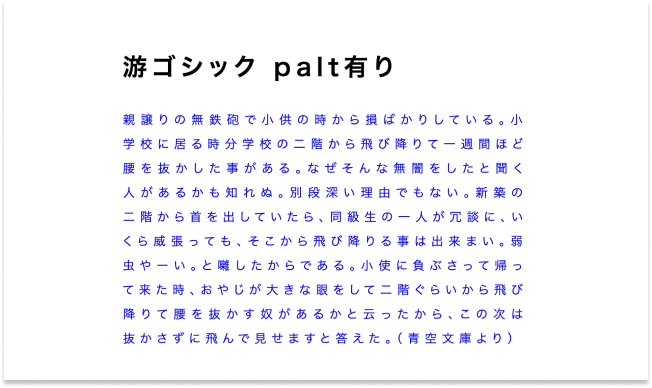 游ゴシック palt有り
親譲りの無鉄砲で小供の時から損ばかりしている。小
学校に居る時分学校の二階から飛び降りて一週間ほど
腰を抜かした事がある。なぜそんな無闇をしたと聞く
人があるかも知れぬ。別段深い理由でもない。新築の
二階から首を出していたら、同級生の一人が冗談に、い
くら威張っても、そこから飛び降りる事は出来まい。弱
虫やーい。と囃したからである。小使に負ぶさって帰っ
て来た時、おやじが大きな眼をして二階ぐらいから飛び
降りて腰を抜かす奴があるかと云ったから、この次は
抜かさずに飛んで見せますと答えた。（青空文庫より）